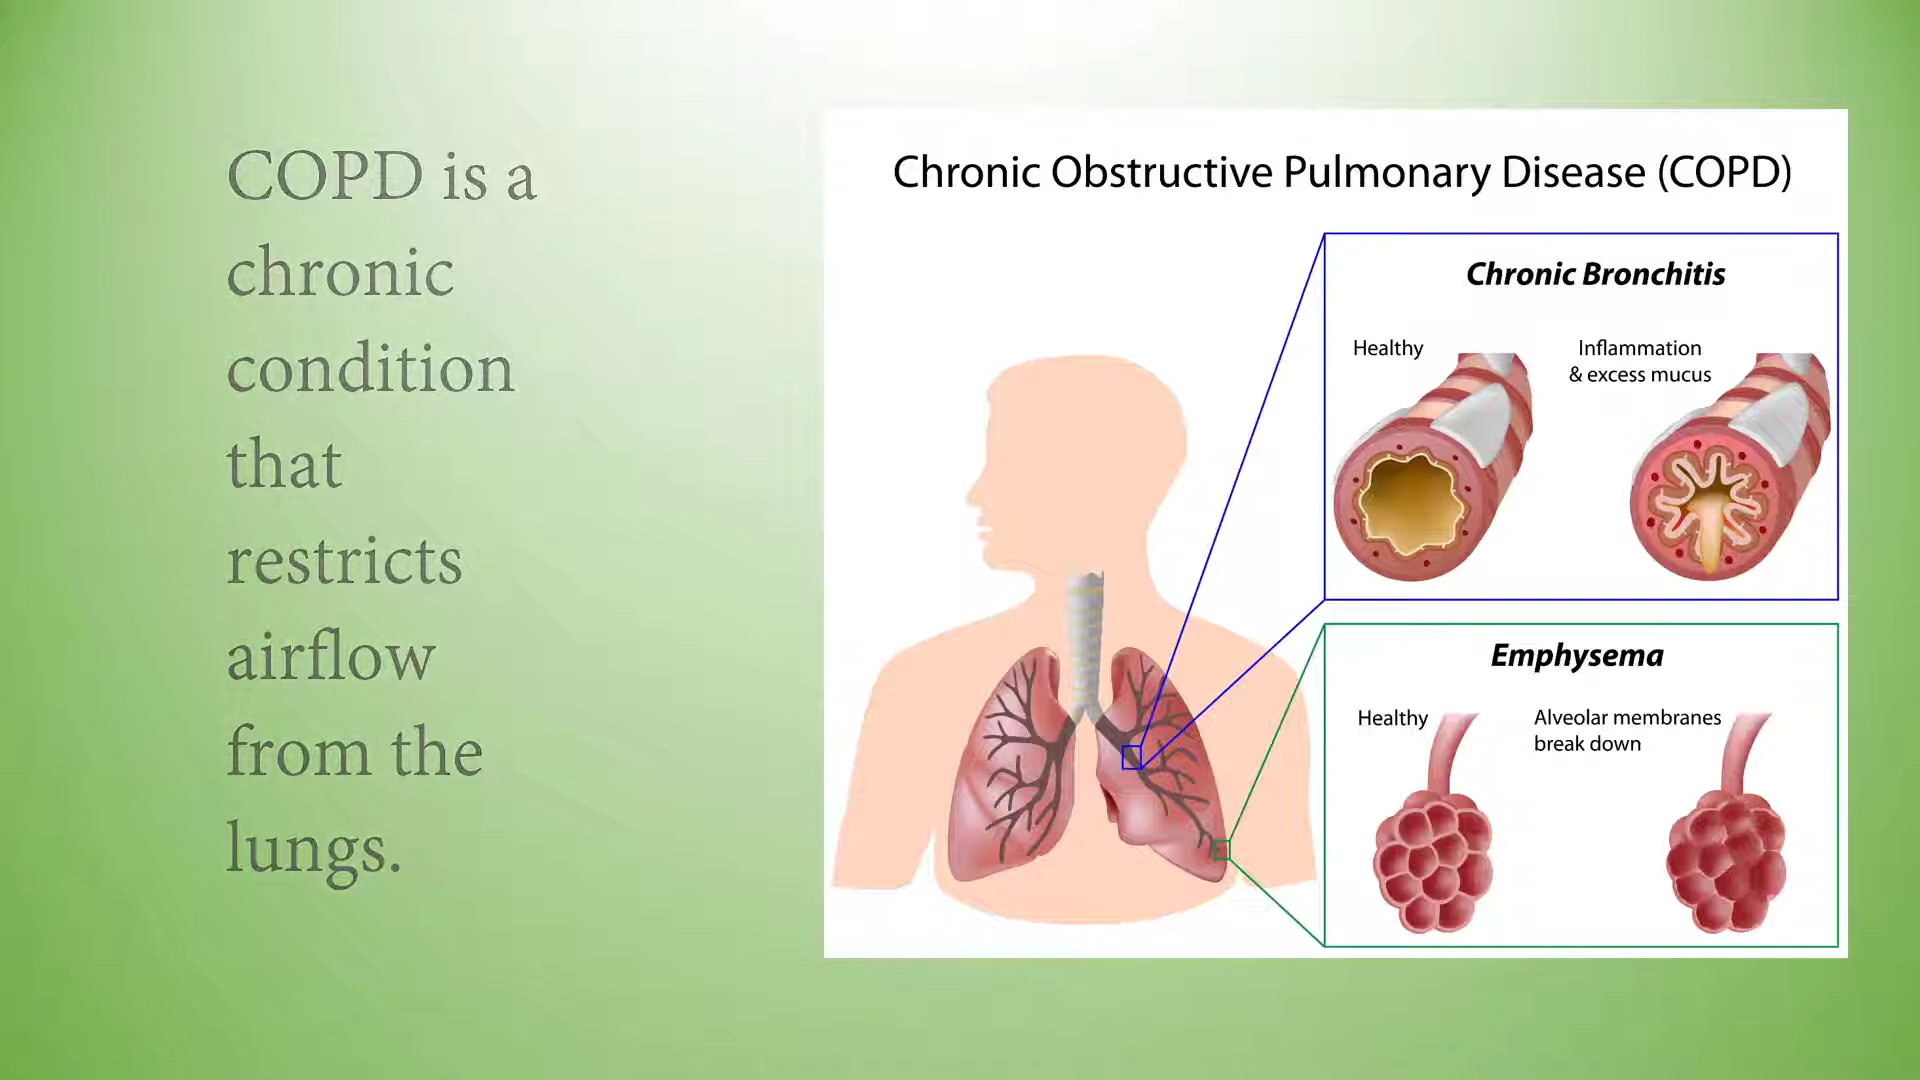 COPD is a
chronic
condition
that
restricts
airflow
from the
lungs.
Chronic Obstructive Pulmonary Disease (COPD)
Chronic Bronchitis
Healthy
Inflammation
& excess mucus
Emphysema
Healthy
Alveolar membranes
break down